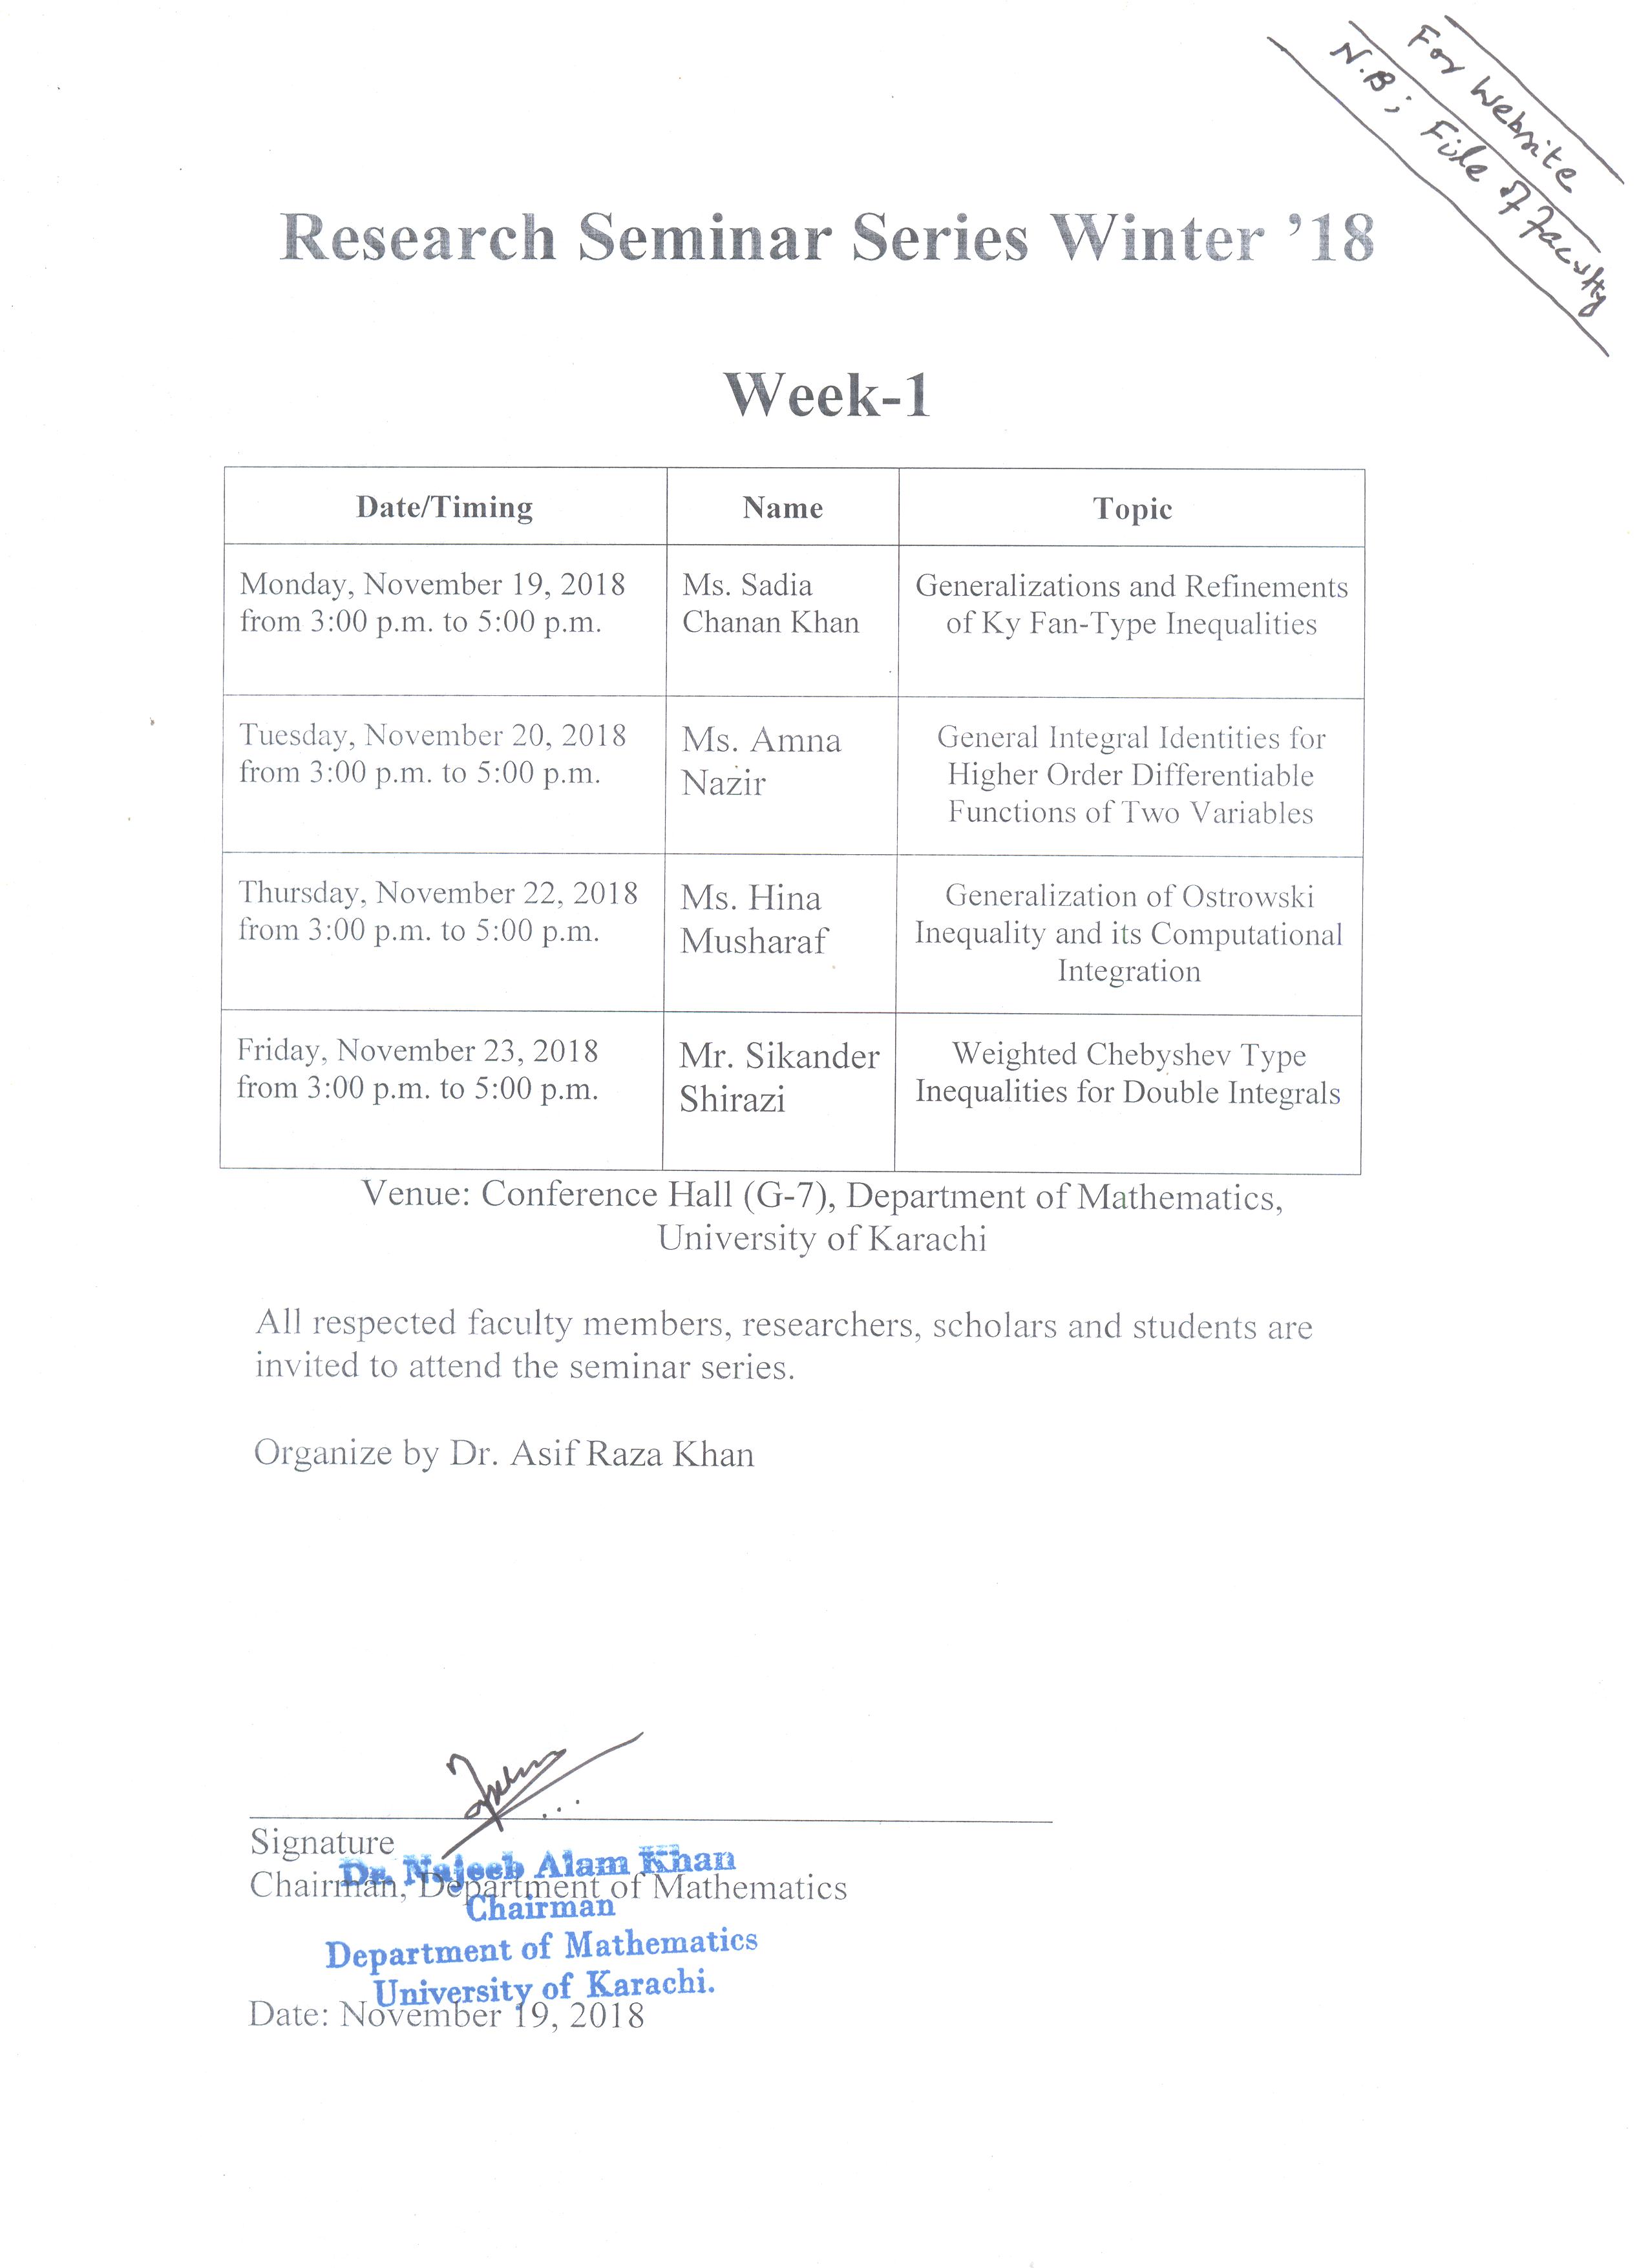 For Website
N.B; File of Faculty
Research Seminar Series Winter ’18
Week-1
Date/Timing
Name
Topic
Monday, November 19, 2018
from 3:00 p.m. to 5:00 p.m.
Ms. Sadia
Chanan Khan
Generalizations and Refinements
of Ky Fan-Type Inequalities
Tuesday, November 20, 2018
from 3:00 p.m. to 5:00 p.m.
Ms. Amna
Nazir
General Integral Identities for
Higher Order Differentiable
Functions of Two Variables
Thursday, November 22, 2018
from 3:00 p.m. to 5:00 p.m.
Ms. Hina
Musharaf
Generalization of Ostrowski
Inequality and its Computational
Integration
Friday, November 23, 2018
from 3:00 p.m. to 5:00 p.m.
Mr. Sikander
Shirazi
Weighted Chebyshev Type
Inequalities for Double Integrals
Venue: Conference Hall (G-7), Department of Mathematics,
University of Karachi
All respected faculty members, researchers, scholars and students are
invited to attend the seminar series.
Organize by Dr. Asif Raza Khan
Signature
Dr. Najeeb Alam Khan
Chairman, Department of Mathematics
Chairman
Department of Mathematics
University of Karachi.
Date: November 19, 2018